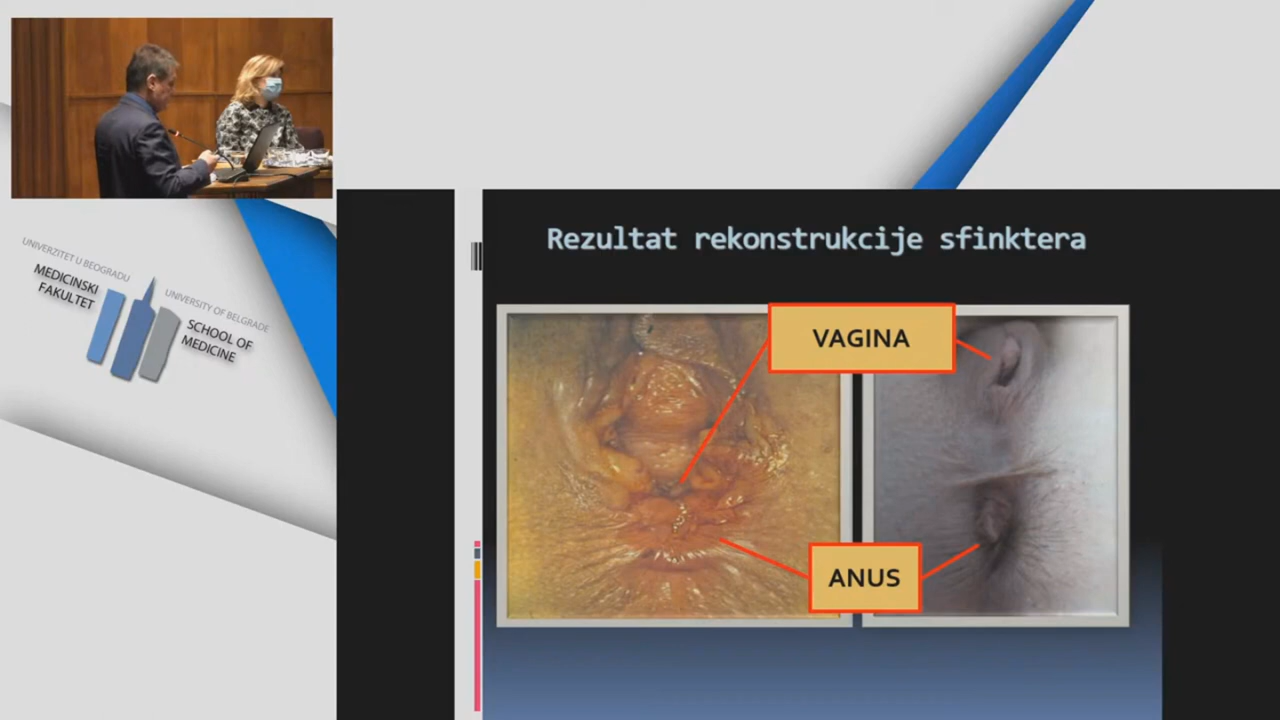 UNIVERZITET U BEOGRADU
MEDICINSKI
FAKULTET
UNIVERSITY OF BELGRADE
SCHOOL OF
MEDICINE
Rezultat rekonstrukcije sfinktera
VAGINA
ANUS